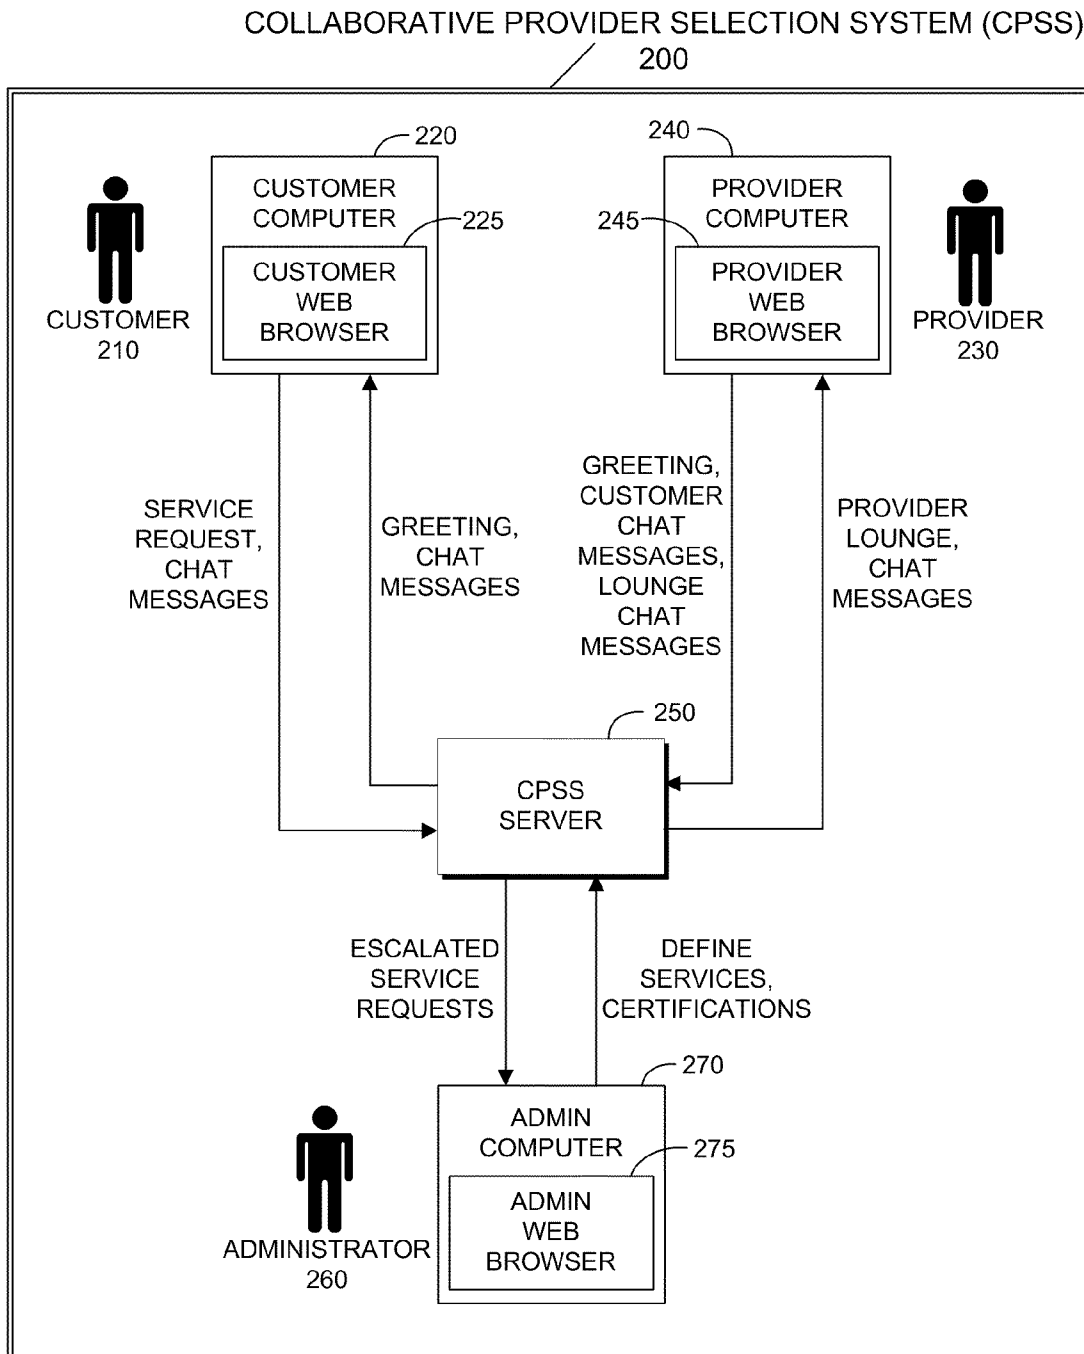 COLLABORATIVE PROVIDER SELECTION SYSTEM (CPSS)
200
220
CUSTOMER
COMPUTER
225
CUSTOMER
WEB
BROWSER
CUSTOMER
210
240
PROVIDER
COMPUTER
245
PROVIDER
WEB
BROWSER
PROVIDER
230
SERVICE
REQUEST,
CHAT
MESSAGES
GREETING,
CHAT
MESSAGES
GREETING,
CUSTOMER
CHAT
MESSAGES,
LOUNGE
CHAT
MESSAGES
PROVIDER
LOUNGE,
CHAT
MESSAGES
250
CPSS
SERVER
ESCALATED
SERVICE
REQUESTS
DEFINE
SERVICES,
CERTIFICATIONS
270
ADMIN
COMPUTER
275
ADMIN
WEB
BROWSER
ADMINISTRATOR
260